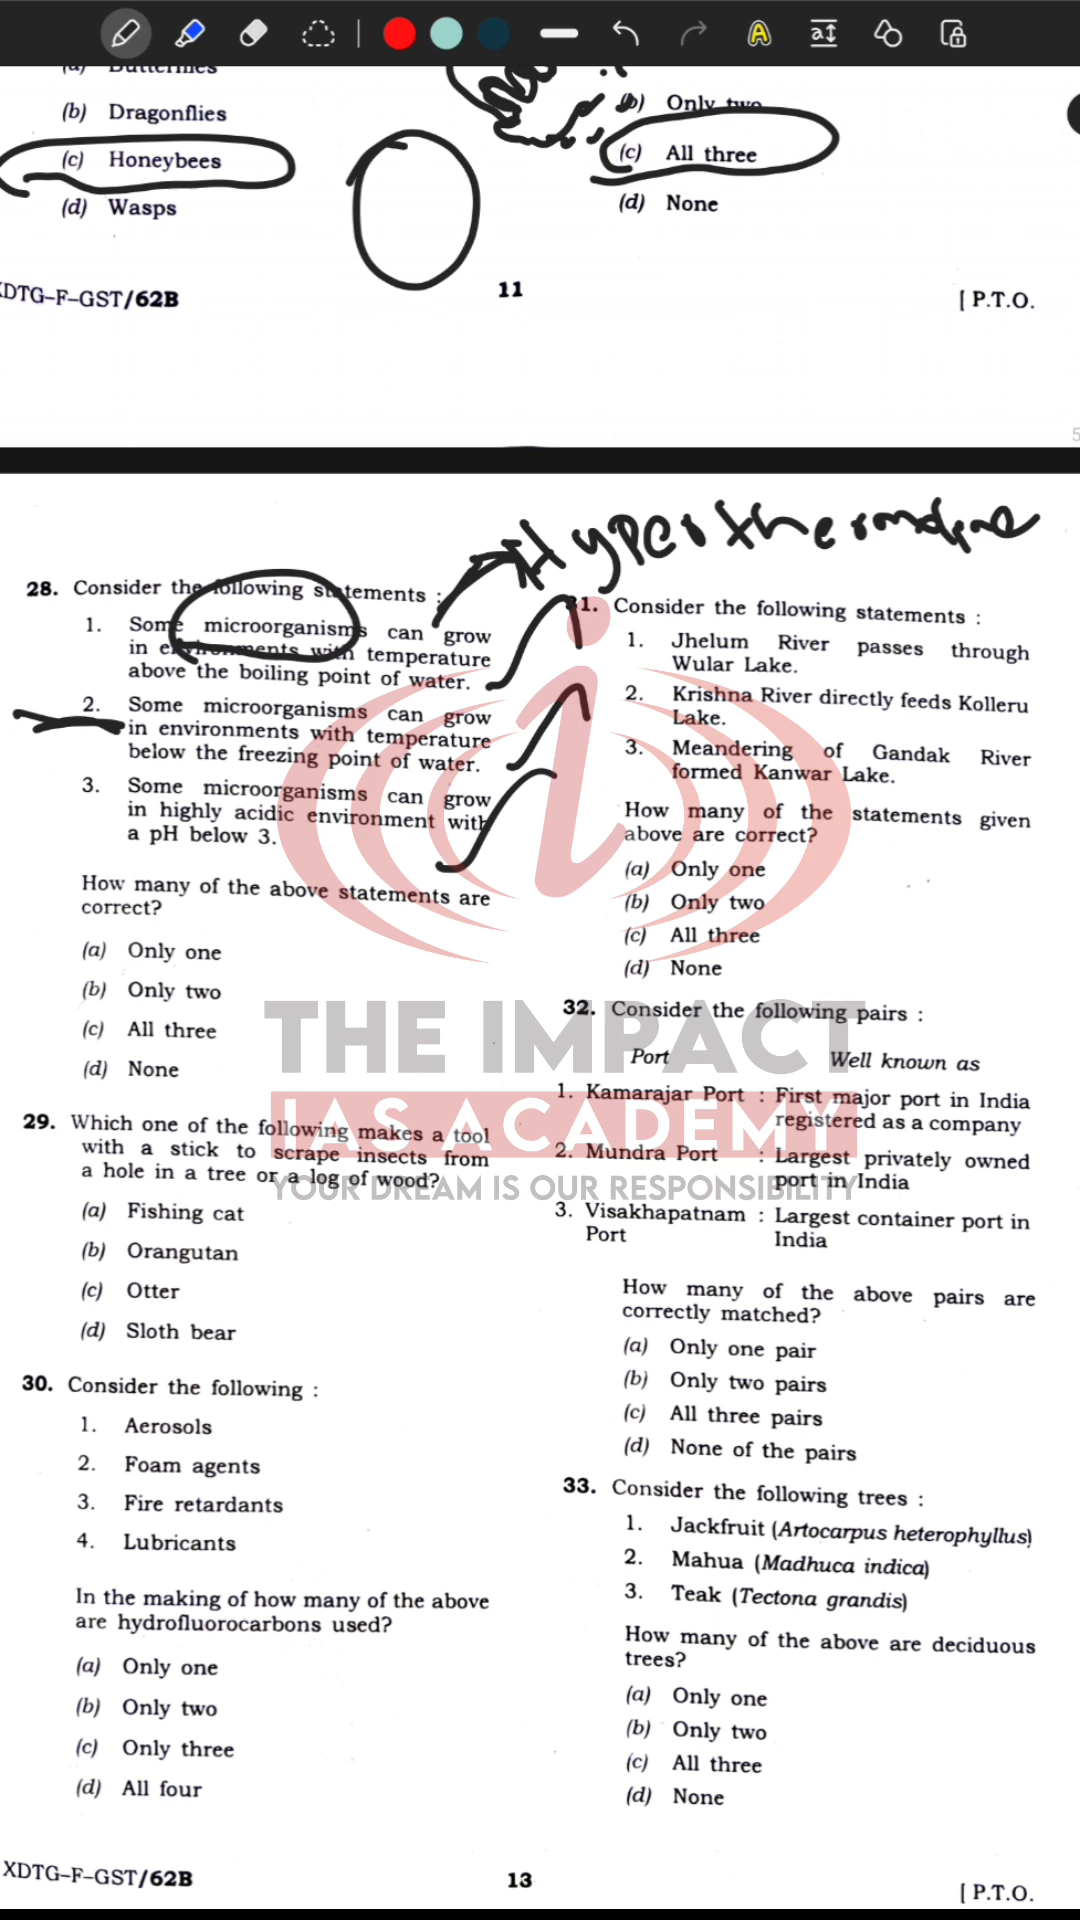 (a) Butterflies
(b) Dragonflies
(c) Honeybees
(d) Wasps
(b) Only two
(c) All three
(d) None
XDTG-F-GST/62B
11
[ P.T.O.
Hyper
28. Consider the following statements :
1. Some microorganisms can grow
in environments with temperature
above the boiling point of water.
2. Some microorganisms can grow
in environments with temperature
below the freezing point of water.
3. Some microorganisms can grow
in highly acidic environment with
a pH below 3.
How many of the above statements are
correct?
(a) Only one
(b) Only two
(c) All three
(d) None
29. Which one of the following makes a tool
with a stick to scrape insects from
a hole in a tree or a log of wood?
(a) Fishing cat
(b) Orangutan
(c) Otter
(d) Sloth bear
30. Consider the following :
1. Aerosols
2. Foam agents
3. Fire retardants
4. Lubricants
In the making of how many of the above
are hydrofluorocarbons used?
(a) Only one
(b) Only two
(c) Only three
(d) All four
31. Consider the following statements :
1. Jhelum River passes through
Wular Lake.
2. Krishna River directly feeds Kolleru
Lake.
3. Meandering of Gandak River
formed Kanwar Lake.
How many of the statements given
above are correct?
(a) Only one
(b) Only two
(c) All three
(d) None
32. Consider the following pairs :
Port Well known as
1. Kamarajar Port : First major port in India
registered as a company
2. Mundra Port : Largest privately owned
port in India
3. Visakhapatnam : Largest container port in
Port India
How many of the above pairs are
correctly matched?
(a) Only one pair
(b) Only two pairs
(c) All three pairs
(d) None of the pairs
33. Consider the following trees :
1. Jackfruit (Artocarpus heterophyllus)
2. Mahua (Madhuca indica)
3. Teak (Tectona grandis)
How many of the above are deciduous
trees?
(a) Only one
(b) Only two
(c) All three
(d) None
THE IMPACT
IAS ACADEMY
YOUR DREAM IS OUR RESPONSIBILITY
XDTG-F-GST/62B
13
[ P.T.O.